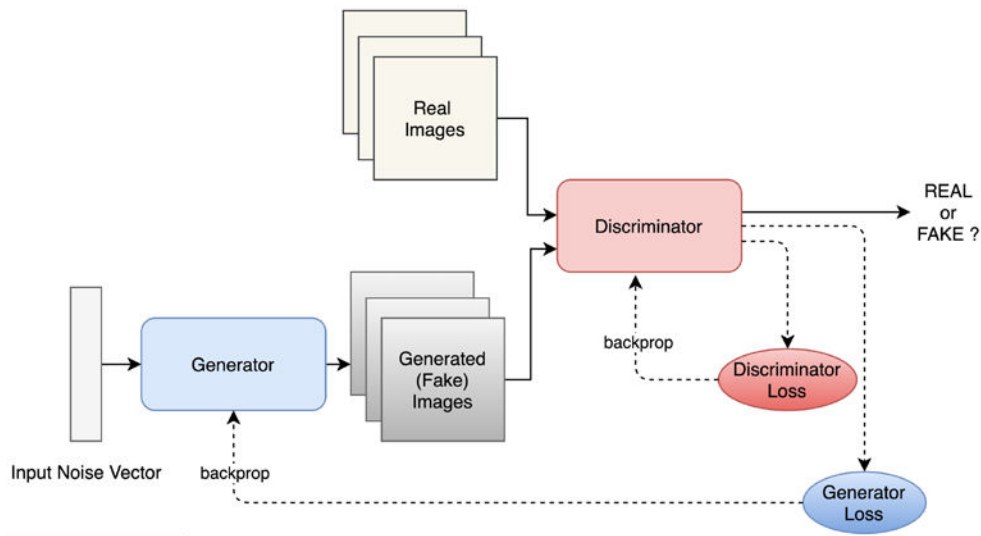 Real
Images
REAL
or
FAKE ?
Discriminator
Generator
Generated
(Fake)
Images
backprop
Discriminator
Loss
Input Noise Vector
backprop
Generator
Loss